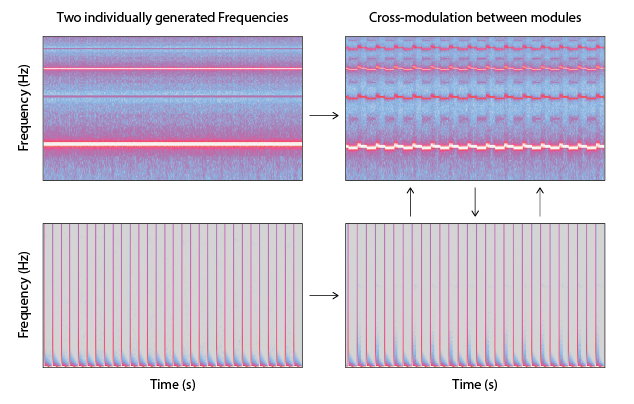 Two individually generated Frequencies
Cross-modulation between modules
Frequency (Hz)
Frequency (Hz)
Time (s)
Time (s)